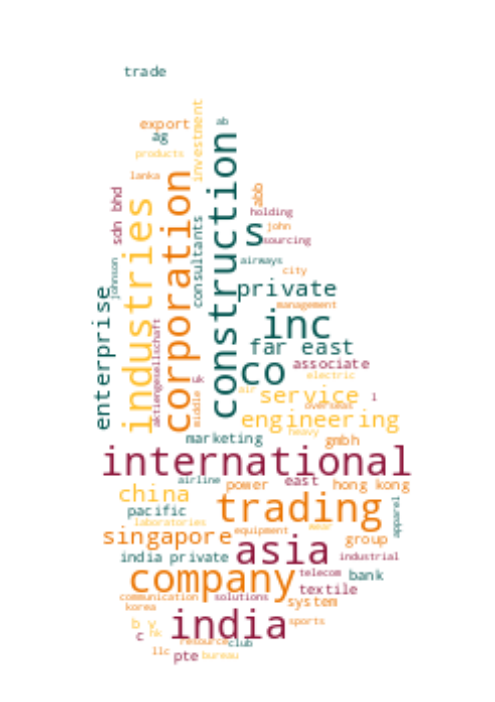 trade
export
ab
ag
investment
products
lanka
construction
corporation
industries
sdn bhd
abb
holding
s
john
sourcing
consultants
airways
johnson
city
private
enterprise
management
inc
far east
aktiengesellschaft
associate
co
electric
uk
air
service
l
middle
overseas
engineering
heavy
marketing
gmbh
international
airline
power
east
hong kong
china
trading
apparel
pacific
laboratories
wear
equipment
singapore
group
asia
india private
industrial
company
telecom
bank
textile
communication
solutions
system
korea
india
sports
b v
hk
c
resource
club
llc
pte
bureau